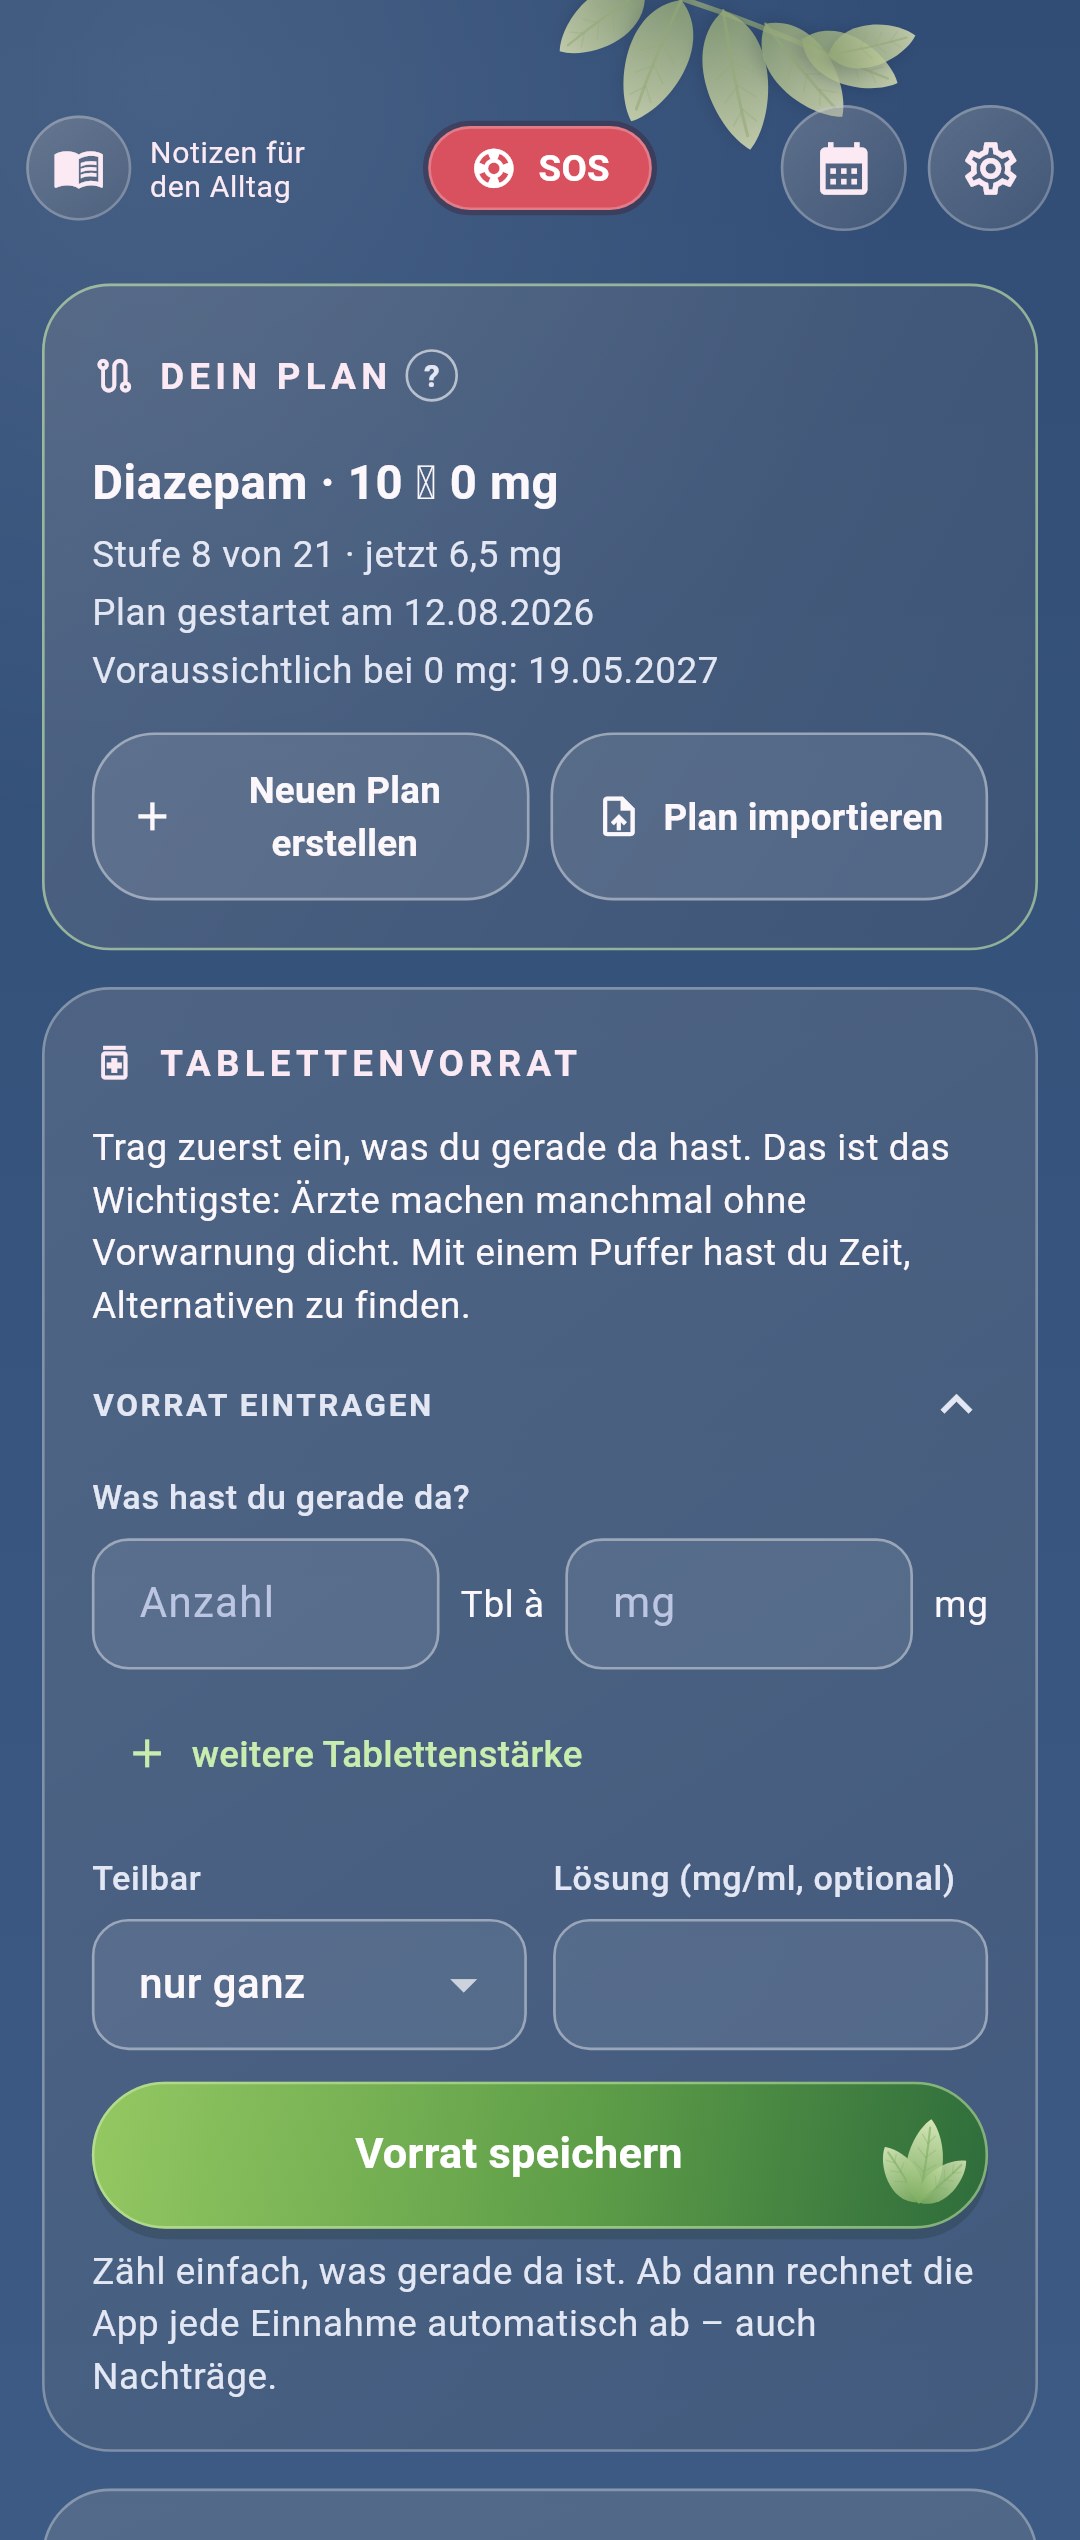 Notizen für
den Alltag
SOS
DEIN PLAN ?
Diazepam · 10 0 mg
Stufe 8 von 21 · jetzt 6,5 mg
Plan gestartet am 12.08.2026
Voraussichtlich bei 0 mg: 19.05.2027
Neuen Plan
erstellen
Plan importieren
TABLETTENVORRAT
Trag zuerst ein, was du gerade da hast. Das ist das
Wichtigste: Ärzte machen manchmal ohne
Vorwarnung dicht. Mit einem Puffer hast du Zeit,
Alternativen zu finden.
VORRAT EINTRAGEN
Was hast du gerade da?
Anzahl Tbl à mg mg
+ weitere Tablettenstärke
Teilbar
Lösung (mg/ml, optional)
nur ganz
Vorrat speichern
Zähl einfach, was gerade da ist. Ab dann rechnet die
App jede Einnahme automatisch ab – auch
Nachträge.